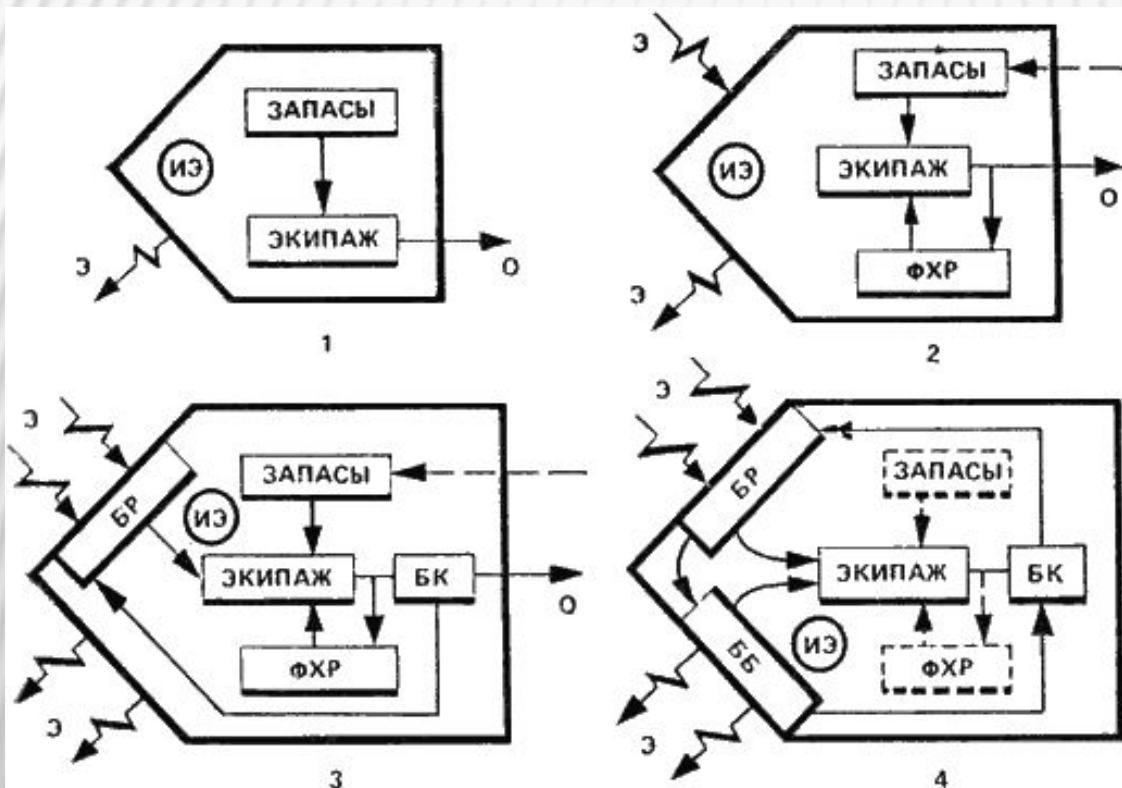 Э
ЗАПАСЫ
ЗАПАСЫ
ИЭ
ИЭ
ЭКИПАЖ
ЭКИПАЖ
О
Э
О
ФХР
Э
1
2
Э
Э
БР
ЗАПАСЫ
БР
ЗАПАСЫ
ИЭ
ЭКИПАЖ
БК
ЭКИПАЖ
БК
О
ФХР
ББ
ИЭ
ФХР
Э
Э
3
4